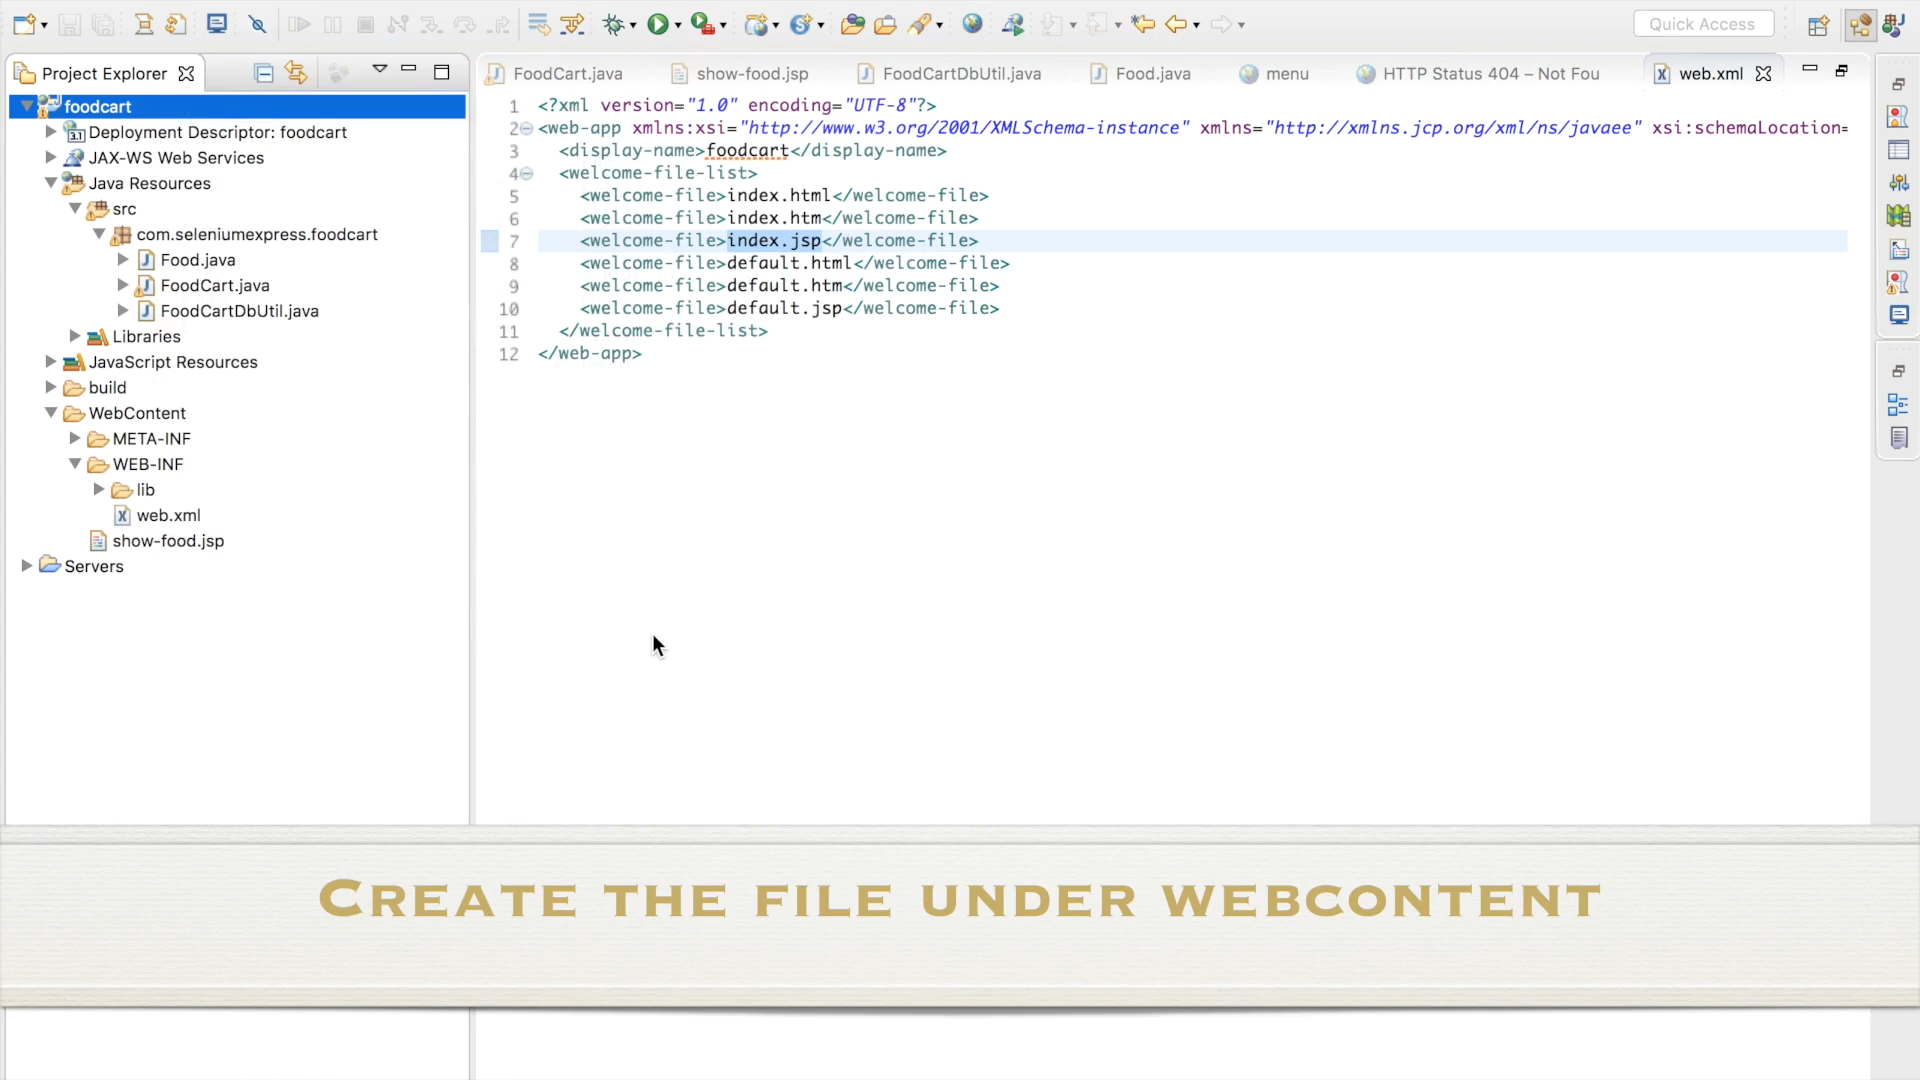 Quick Access
Project Explorer
foodcart
Deployment Descriptor: foodcart
3.1
JAX-WS Web Services
Java Resources
src
com.seleniumexpress.foodcart
Food.java
FoodCart.java
FoodCartDbUtil.java
Libraries
JavaScript Resources
build
WebContent
META-INF
WEB-INF
lib
web.xml
show-food.jsp
Servers
FoodCart.java show-food.jsp FoodCartDbUtil.java Food.java menu HTTP Status 404 – Not Fou web.xml
1 <?xml version="1.0" encoding="UTF-8"?>
2 <web-app xmlns:xsi="http://www.w3.org/2001/XMLSchema-instance" xmlns="http://xmlns.jcp.org/xml/ns/javaee" xsi:schemaLocation=
3 <display-name>foodcart</display-name>
4 <welcome-file-list>
5 <welcome-file>index.html</welcome-file>
6 <welcome-file>index.htm</welcome-file>
7 <welcome-file>index.jsp</welcome-file>
8 <welcome-file>default.html</welcome-file>
9 <welcome-file>default.htm</welcome-file>
10 <welcome-file>default.jsp</welcome-file>
11 </welcome-file-list>
12 </web-app>
Create the file under webcontent